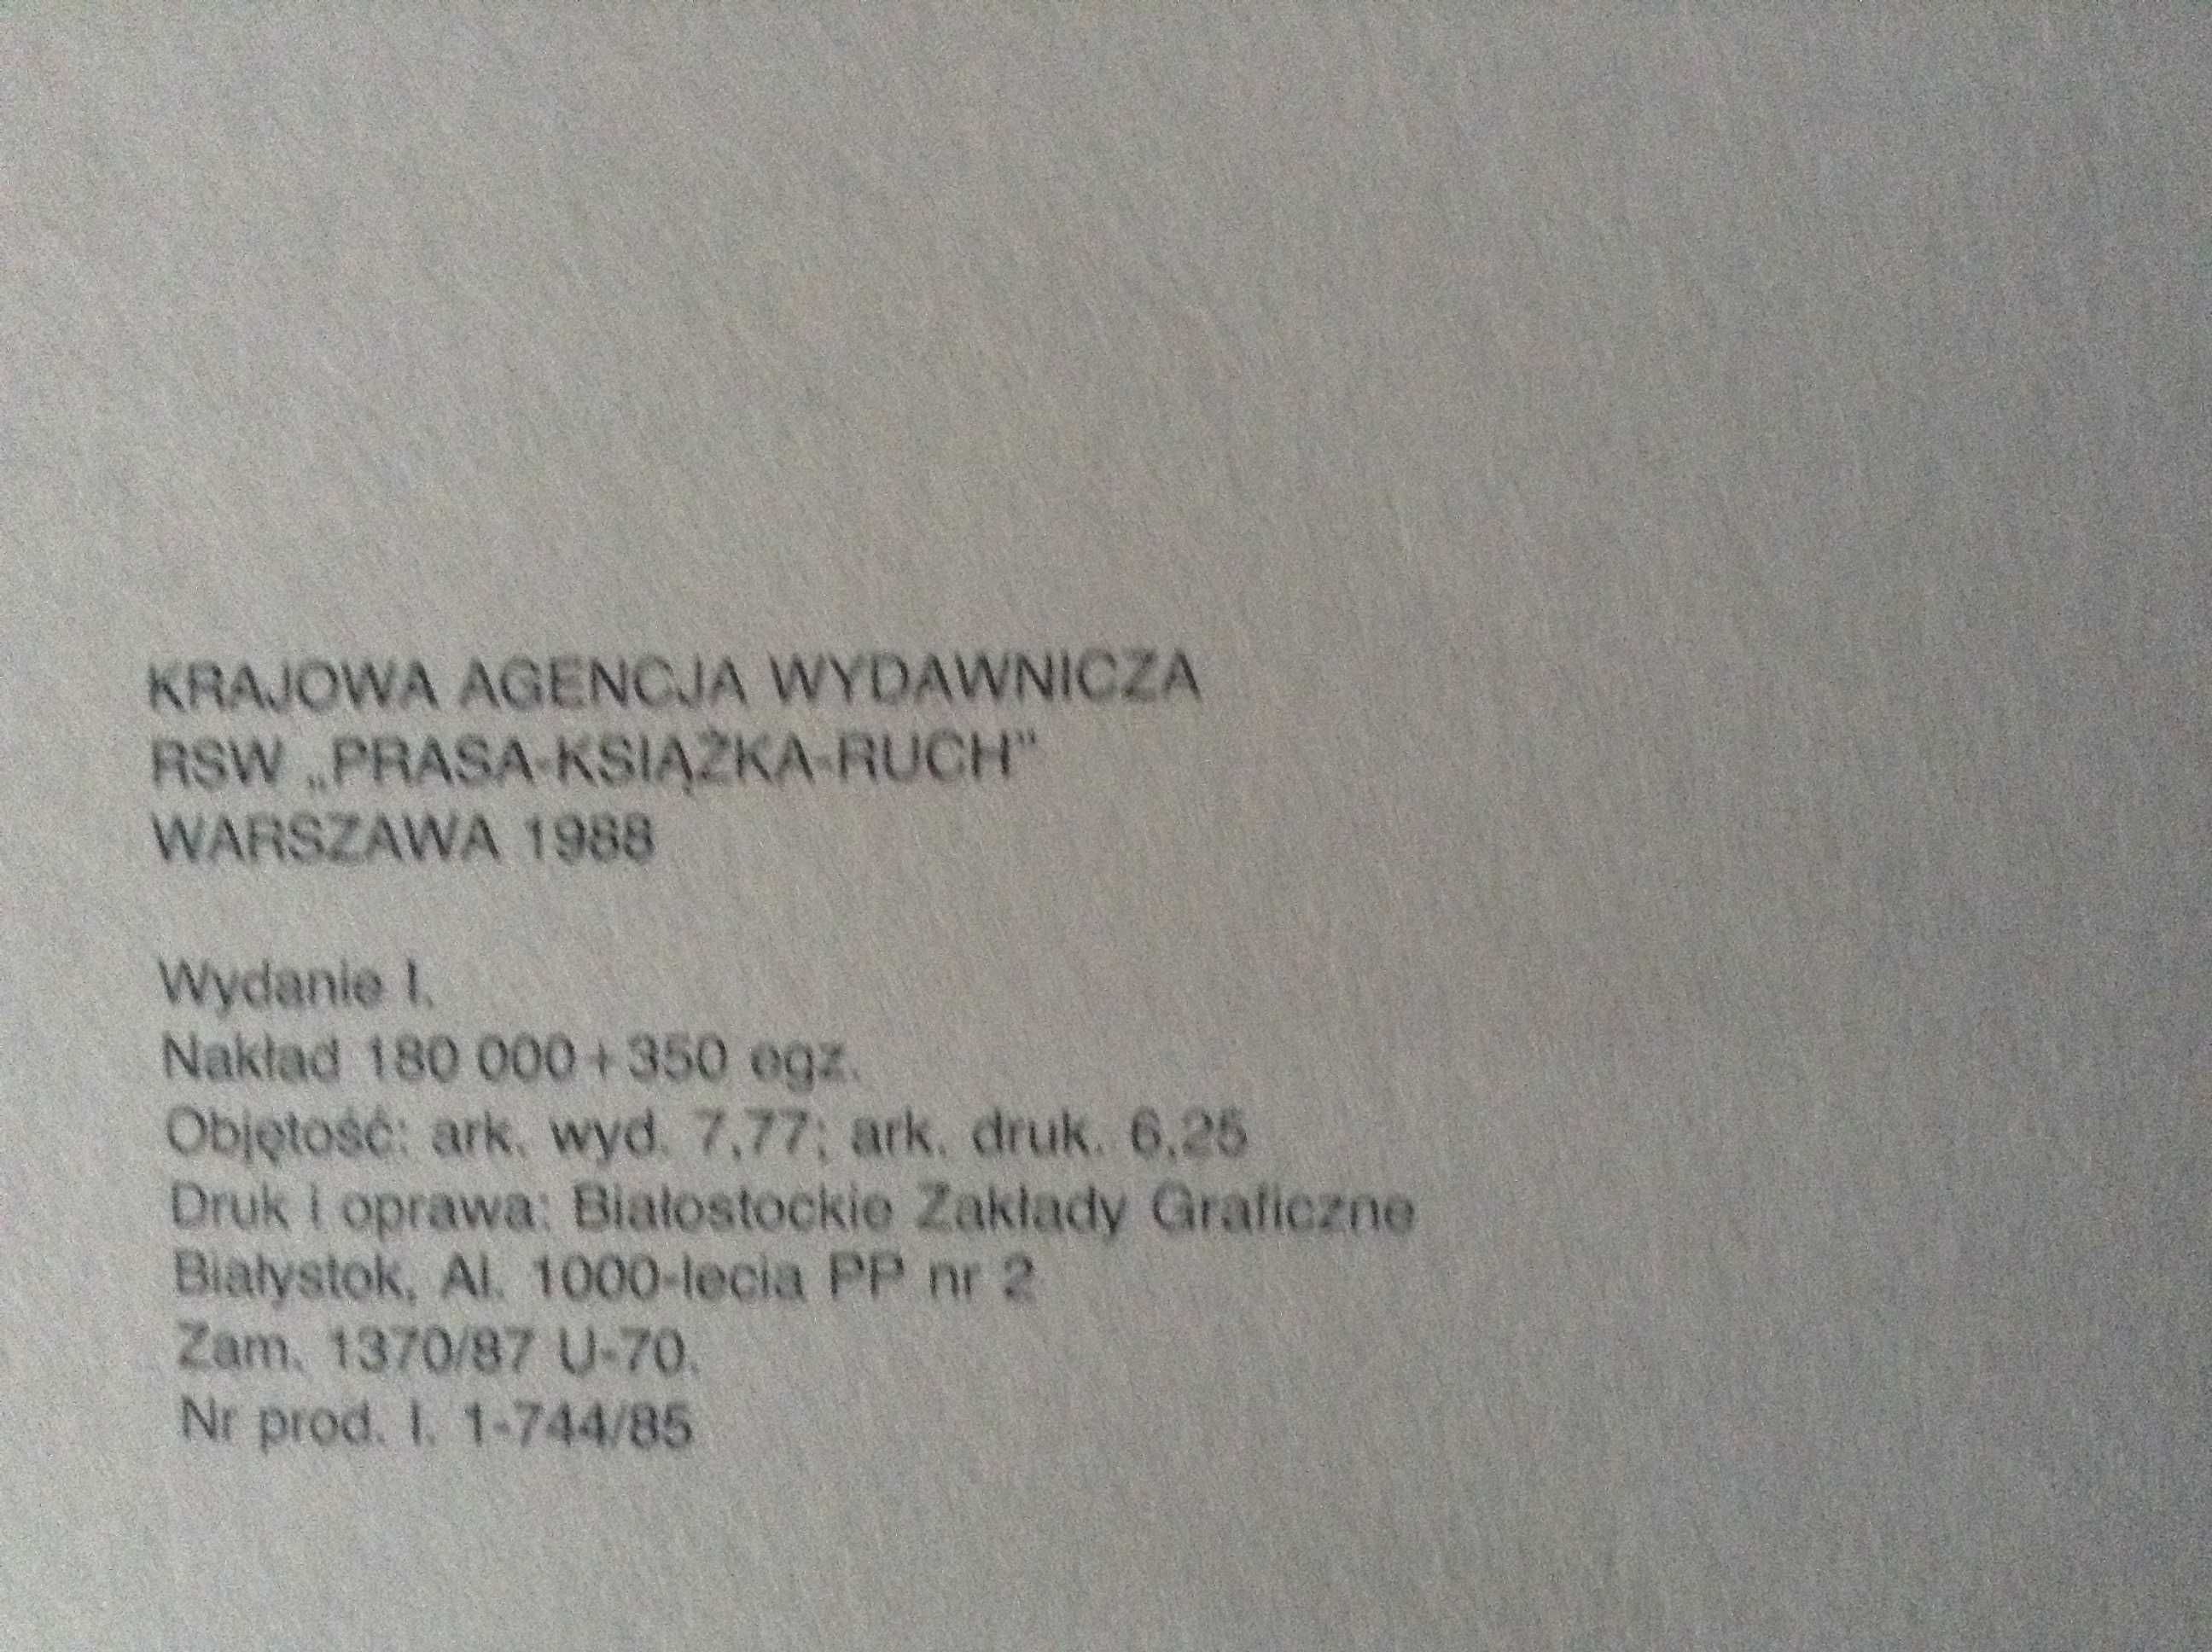 KRAJOWA AGENCJA WYDAWNICZA
RSW „PRASA-KSIĄŻKA-RUCH”
WARSZAWA 1988
Wydanie I.
Nakład 180 000+350 egz.
Objętość: ark. wyd. 7,77; ark. druk. 6,25
Druk i oprawa: Białostockie Zakłady Graficzne
Białystok, Al. 1000-lecia PP nr 2
Zam. 1370/87 U-70.
Nr prod. I. 1-744/85